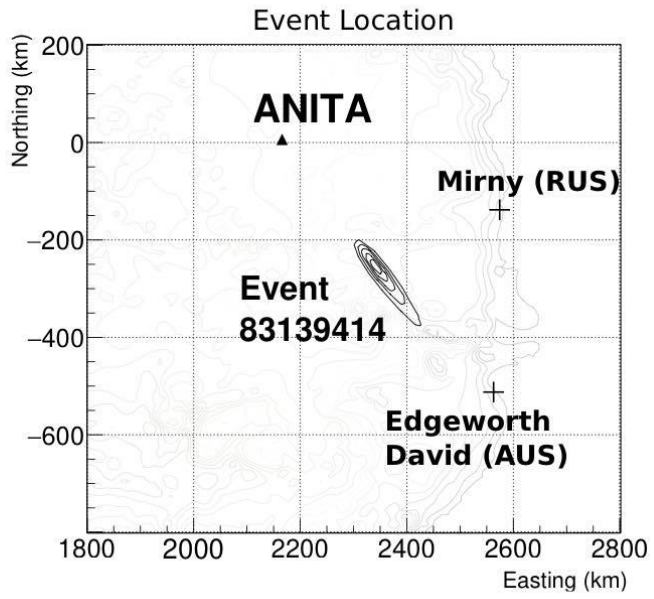 Event Location
Northing (km)
200
0
−200
−400
−600
ANITA
Mirny (RUS)
Event
83139414
Edgeworth
David (AUS)
1800 2000 2200 2400 2600 2800
Easting (km)